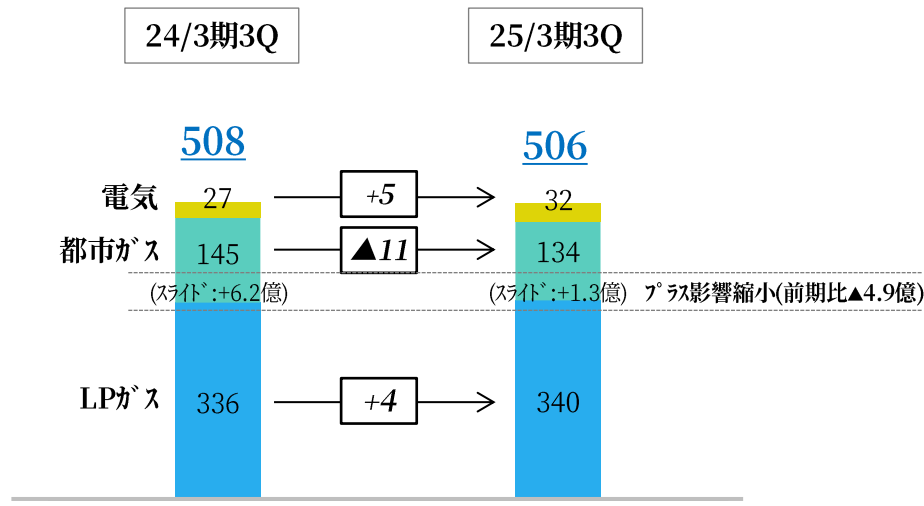 24/3期3Q
25/3期3Q
508
506
電気
27
+5
32
都市ｶﾞｽ
145
▲11
134
(ｽﾗｲﾄﾞ:+6.2億)
(ｽﾗｲﾄﾞ:+1.3億)
ﾌﾟﾗｽ影響縮小(前期比▲4.9億)
LPｶﾞｽ
336
+4
340